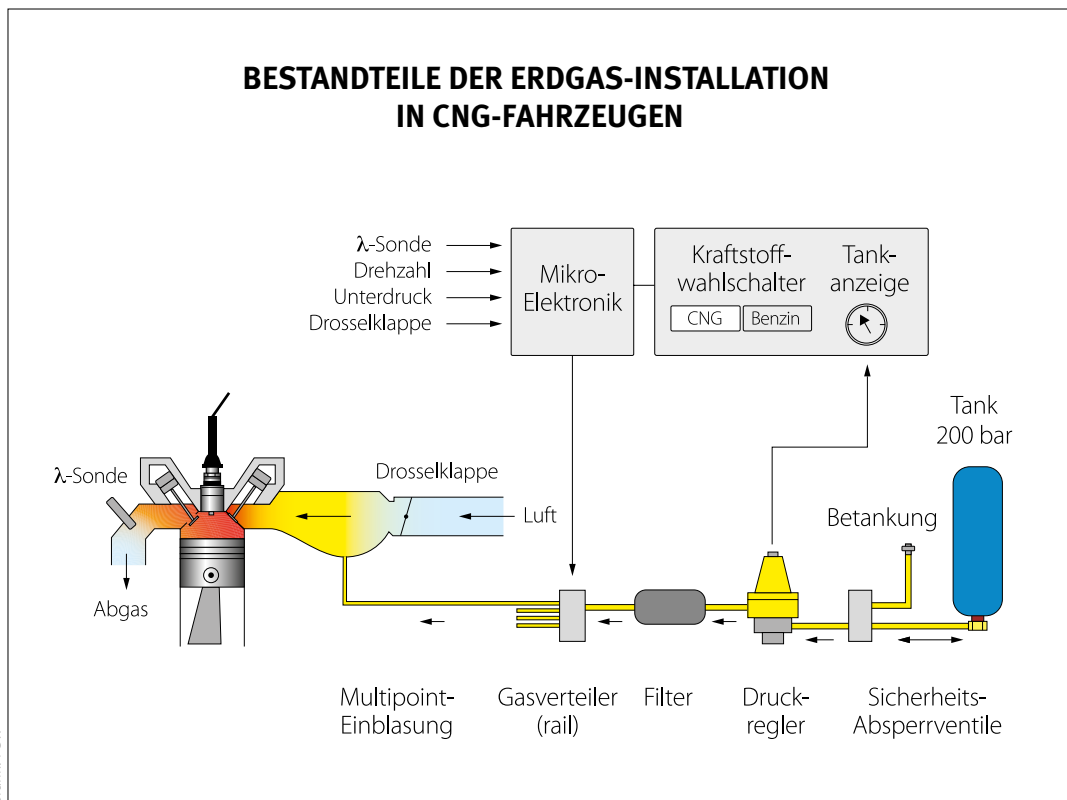 BESTANDTEILE DER ERDGAS-INSTALLATION
IN CNG-FAHRZEUGEN
λ-Sonde
Drehzahl
Unterdruck
Drosselklappe
Mikro-
Elektronik
Kraftstoff-
wahlschalter
CNG
Benzin
Tank-
anzeige
Tank
200 bar
λ-Sonde
Drosselklappe
Luft
Betankung
Abgas
Multipoint-
Einblasung
Gasverteiler
(rail)
Filter
Druck-
regler
Sicherheits-
Absperrventile